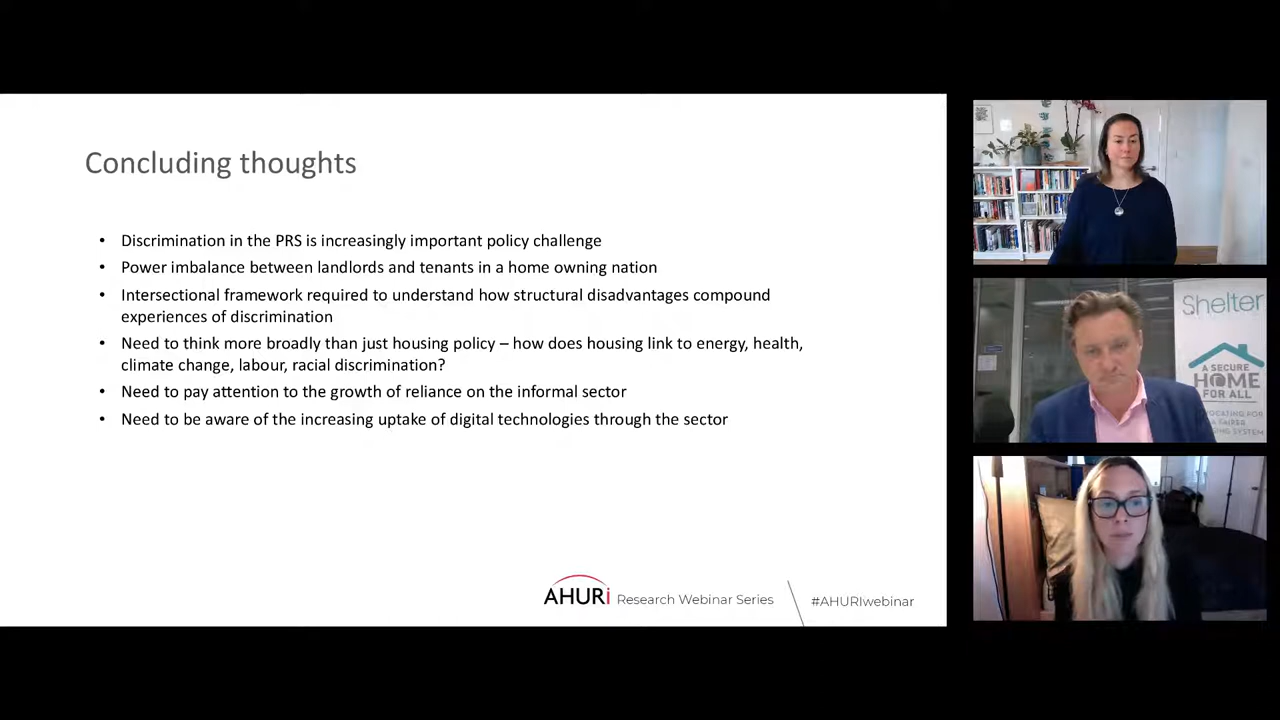 Concluding thoughts
• Discrimination in the PRS is increasingly important policy challenge
• Power imbalance between landlords and tenants in a home owning nation
• Intersectional framework required to understand how structural disadvantages compound
experiences of discrimination
• Need to think more broadly than just housing policy – how does housing link to energy, health,
climate change, labour, racial discrimination?
• Need to pay attention to the growth of reliance on the informal sector
• Need to be aware of the increasing uptake of digital technologies through the sector
AHURI Research Webinar Series
#AHURIwebinar
Shelter
A SECURE
HOME
FOR ALL